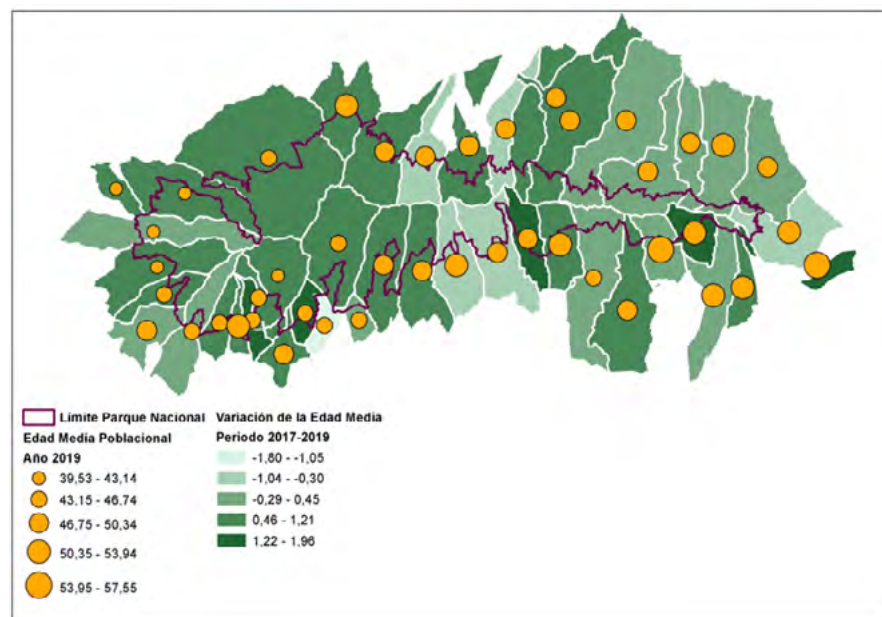 Límite Parque Nacional
Edad Media Poblacional
Año 2019
39,53 - 43,14
43,15 - 46,74
46,75 - 50,34
50,35 - 53,94
53,95 - 57,55
Variación de la Edad Media
Periodo 2017-2019
-1,80 - -1,05
-1,04 - -0,30
-0,29 - 0,45
0,46 - 1,21
1,22 - 1,96